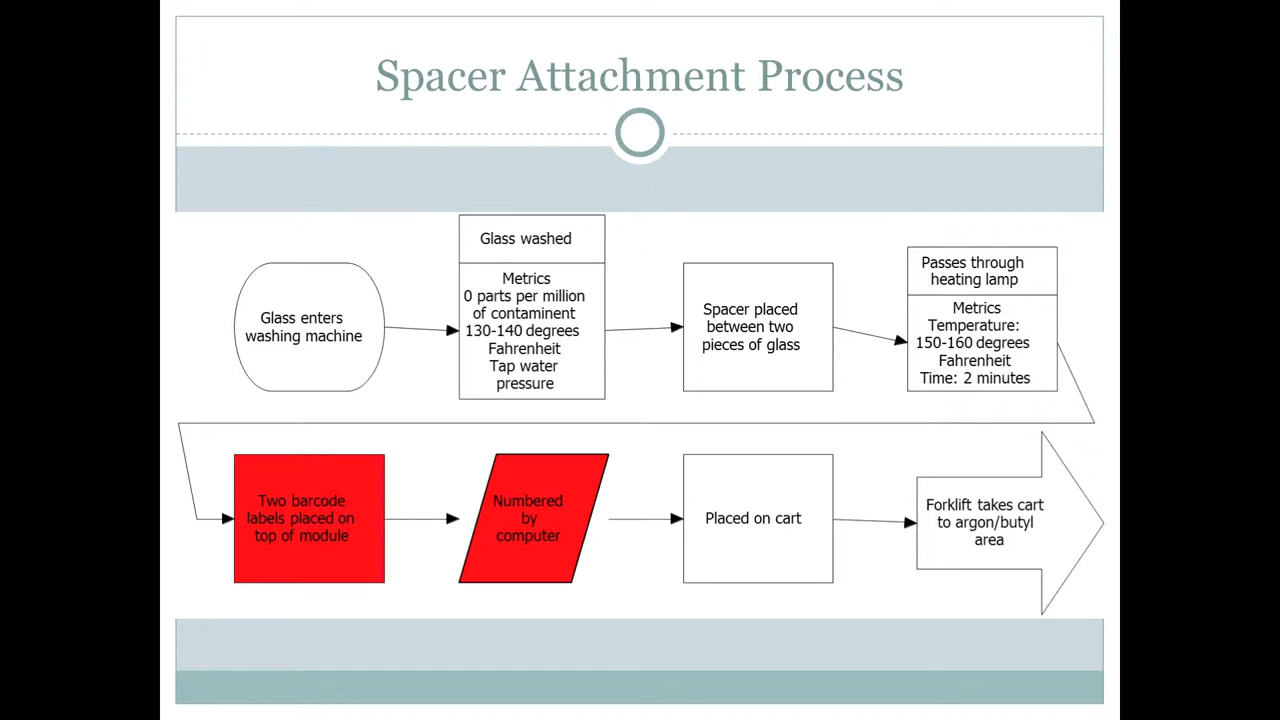 Spacer Attachment Process
Glass enters
washing machine
Glass washed
Metrics
0 parts per million
of contaminent
130-140 degrees
Fahrenheit
Tap water
pressure
Spacer placed
between two
pieces of glass
Passes through
heating lamp
Metrics
Temperature:
150-160 degrees
Fahrenheit
Time: 2 minutes
Two barcode
labels placed on
top of module
Numbered
by
computer
Placed on cart
Forklift takes cart
to argon/butyl
area